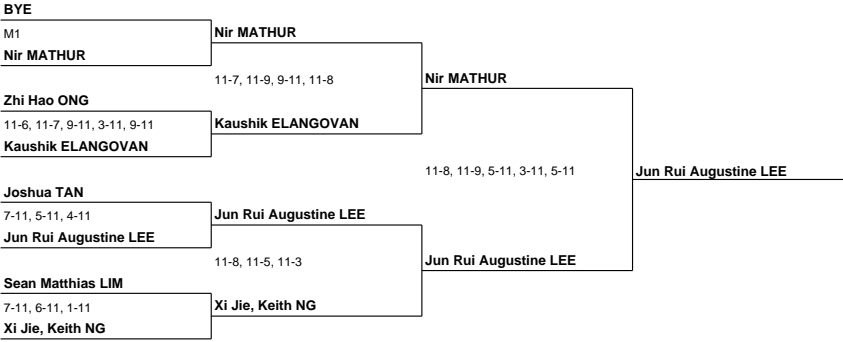 BYE
M1
Nir MATHUR
Nir MATHUR
11-7, 11-9, 9-11, 11-8
Nir MATHUR
Zhi Hao ONG
11-6, 11-7, 9-11, 3-11, 9-11
Kaushik ELANGOVAN
Kaushik ELANGOVAN
11-8, 11-9, 5-11, 3-11, 5-11
Jun Rui Augustine LEE
Joshua TAN
7-11, 5-11, 4-11
Jun Rui Augustine LEE
Jun Rui Augustine LEE
11-8, 11-5, 11-3
Jun Rui Augustine LEE
Sean Matthias LIM
7-11, 6-11, 1-11
Xi Jie, Keith NG
Xi Jie, Keith NG